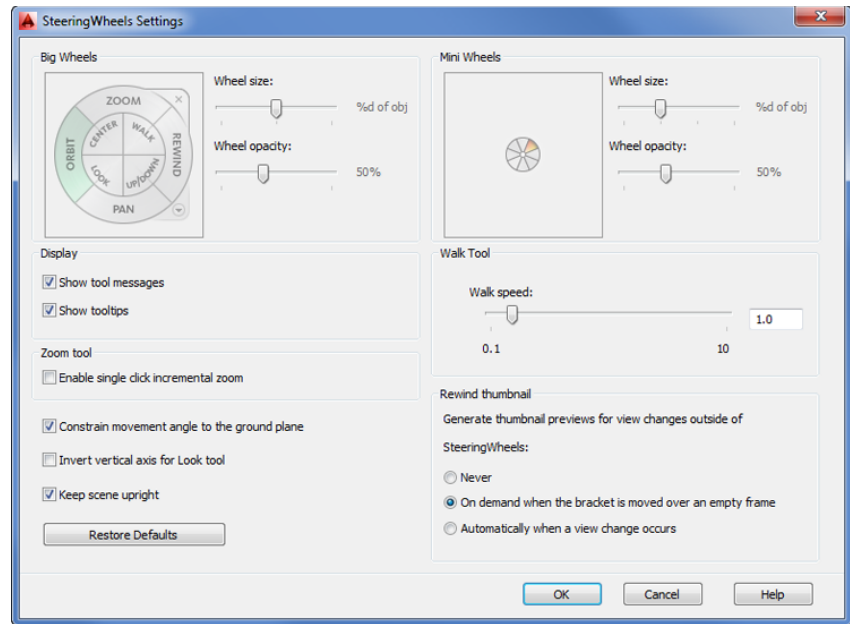 SteeringWheels Settings
Big Wheels
ZOOM
CENTER
WALK
ORBIT
REWIND
LOOK
UP/DOWN
PAN
Wheel size:
%d of obj
Wheel opacity:
50%
Mini Wheels
Wheel size:
%d of obj
Wheel opacity:
50%
Display
Show tool messages
Show tooltips
Zoom tool
Enable single click incremental zoom
Constrain movement angle to the ground plane
Invert vertical axis for Look tool
Keep scene upright
Restore Defaults
Walk Tool
Walk speed:
1.0
0.1 10
Rewind thumbnail
Generate thumbnail previews for view changes outside of
SteeringWheels:
Never
On demand when the bracket is moved over an empty frame
Automatically when a view change occurs
OK Cancel Help